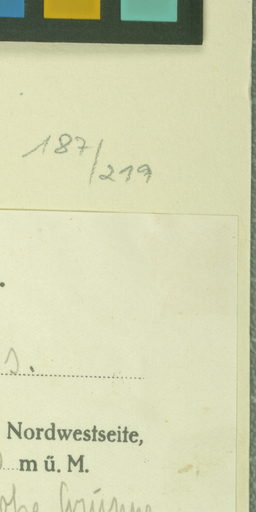 187/219
.
s.
Nordwestseite,
m ű. M.